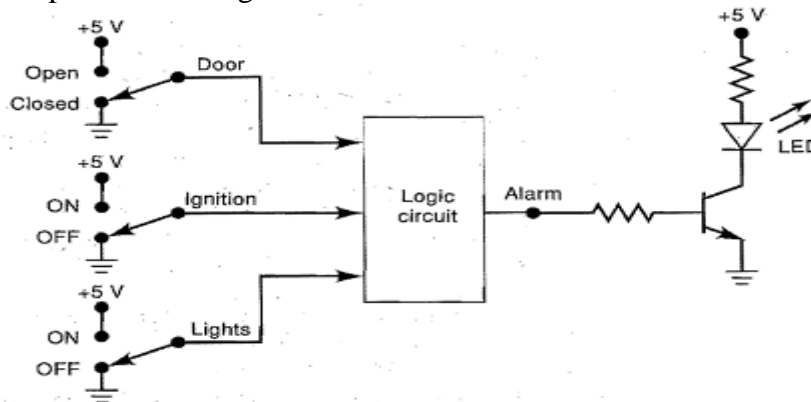 +5 V
Open
Door
Closed
+5 V
ON
Ignition
OFF
+5 V
ON
Lights
OFF
Logic
circuit
Alarm
+5 V
LED